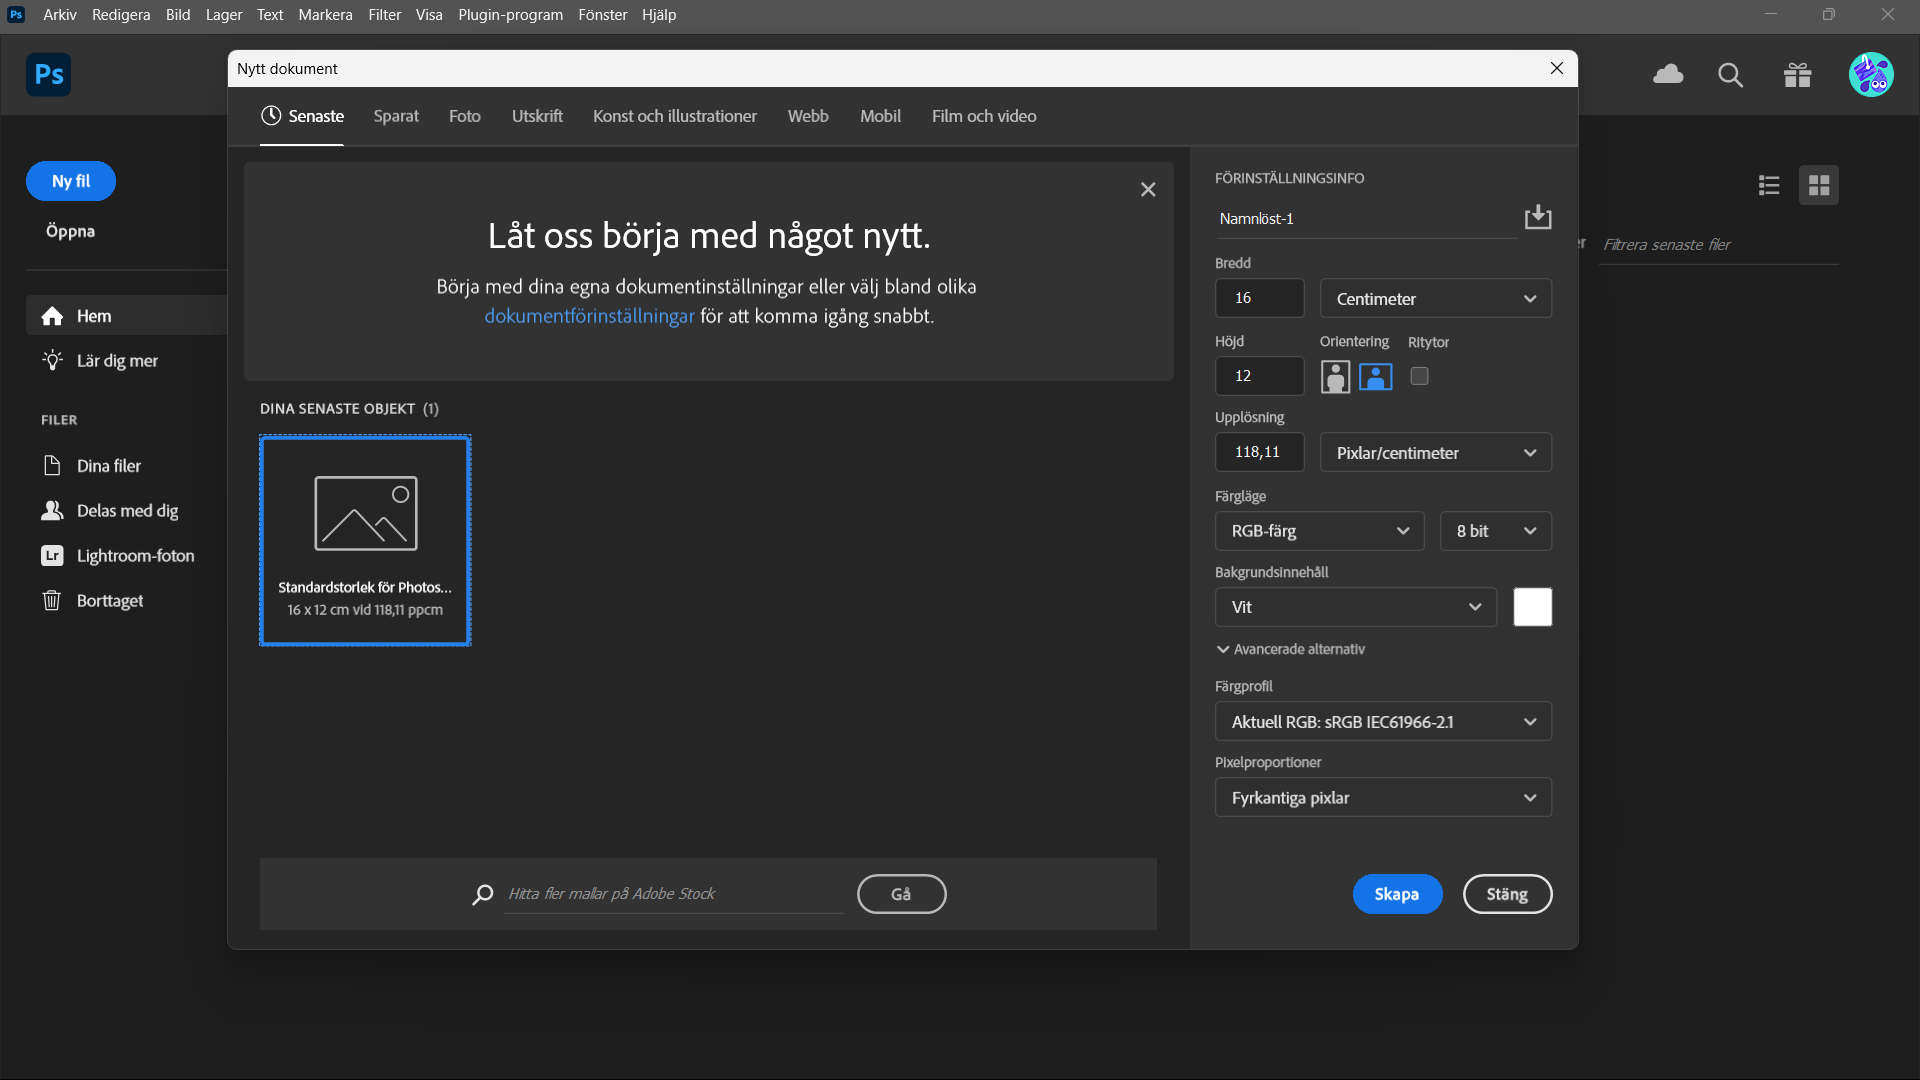 Ps Arkiv Redigera Bild Lager Text Markera Filter Visa Plugin-program Fönster Hjälp
Ps
Nytt dokument
Ny fil
Öppna
Hem
Lär dig mer
FILER
Dina filer
Delas med dig
Lr Lightroom-foton
Borttaget
Senaste Sparat Foto Utskrift Konst och illustrationer Webb Mobil Film och video
Låt oss börja med något nytt.
Börja med dina egna dokumentinställningar eller välj bland olika
dokumentförinställningar för att komma igång snabbt.
DINA SENASTE OBJEKT (1)
Standardstorlek för Photos...
16 x 12 cm vid 118,11 ppcm
Hitta fler mallar på Adobe Stock
Gå
FÖRINSTÄLLNINGSINFO
Namnlöst-1
Bredd
16 Centimeter
Höjd Orientering Ritytor
12
Upplösning
118,11 Pixlar/centimeter
Färgläge
RGB-färg 8 bit
Bakgrundsinnehåll
Vit
Avancerade alternativ
Färgprofil
Aktuell RGB: sRGB IEC61966-2.1
Pixelproportioner
Fyrkantiga pixlar
Skapa Stäng
Filtrera senaste filer